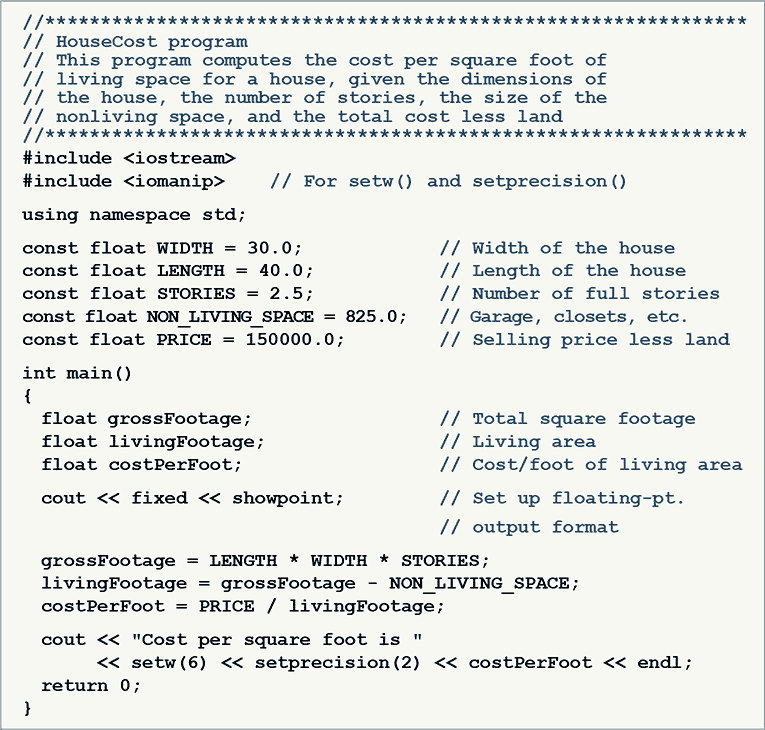 //***************************************************************
// HouseCost program
// This program computes the cost per square foot of
// living space for a house, given the dimensions of
// the house, the number of stories, the size of the
// nonliving space, and the total cost less land
//***************************************************************
#include <iostream>
#include <iomanip>    // For setw() and setprecision()
using namespace std;
const float WIDTH = 30.0;             // Width of the house
const float LENGTH = 40.0;            // Length of the house
const float STORIES = 2.5;            // Number of full stories
const float NON_LIVING_SPACE = 825.0;   // Garage, closets, etc.
const float PRICE = 150000.0;         // Selling price less land
int main()
{
  float grossFootage;                 // Total square footage
  float livingFootage;                // Living area
  float costPerFoot;                  // Cost/foot of living area
  cout << fixed << showpoint;         // Set up floating-pt.
                                      // output format
  grossFootage = LENGTH * WIDTH * STORIES;
  livingFootage = grossFootage - NON_LIVING_SPACE;
  costPerFoot = PRICE / livingFootage;
  cout << "Cost per square foot is "
       << setw(6) << setprecision(2) << costPerFoot << endl;
  return 0;
}